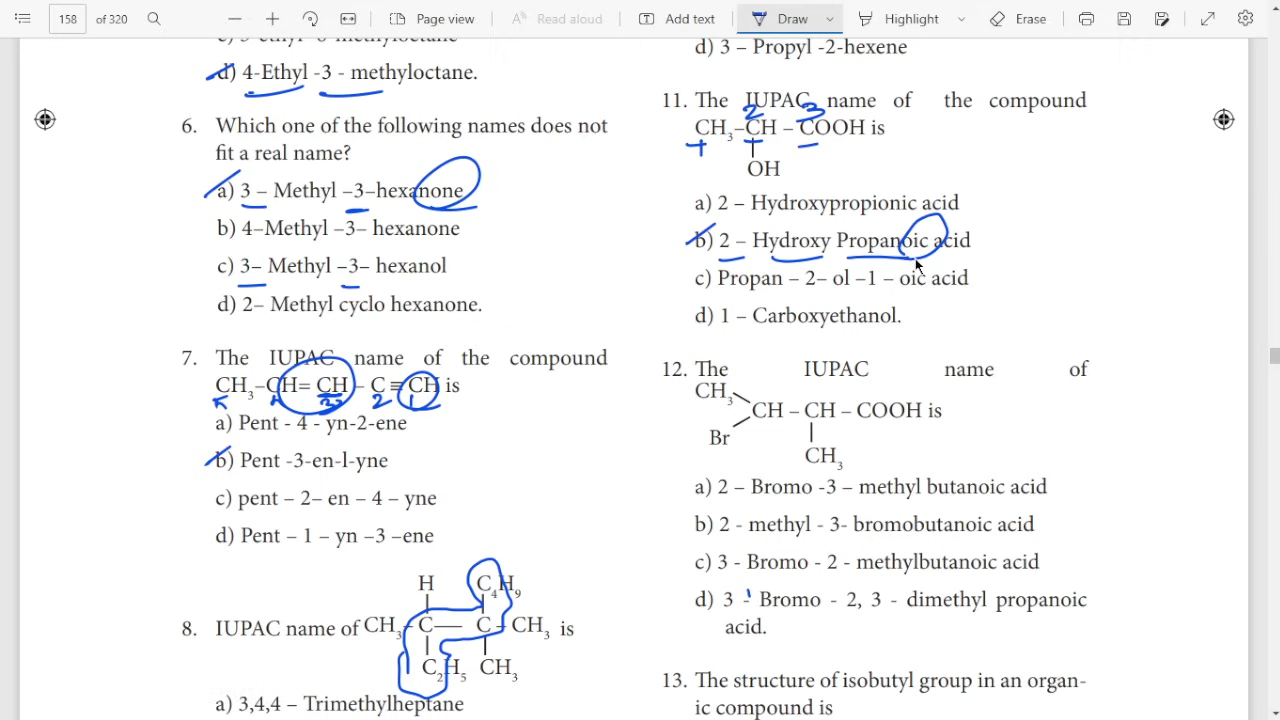 158 of 320 Page view Read aloud Add text Draw Highlight Erase
d) 4-Ethyl -3 - methyloctane.
6. Which one of the following names does not
fit a real name?
a) 3 – Methyl –3–hexanone
b) 4–Methyl –3– hexanone
c) 3– Methyl –3– hexanol
d) 2– Methyl cyclo hexanone.
7. The IUPAC name of the compound
CH₃–CH= CH – C ≡ CH is
2 1
a) Pent - 4 - yn-2-ene
b) Pent -3-en-l-yne
c) pent – 2– en – 4 – yne
d) Pent – 1 – yn –3 –ene
H C₄H₉
8. IUPAC name of CH₃– C — C – CH₃ is
C₂H₅ CH₃
a) 3,4,4 – Trimethylheptane
d) 3 – Propyl -2-hexene
11. The IUPAC name of the compound
2 3
CH₃–CH – COOH is
OH
a) 2 – Hydroxypropionic acid
b) 2 – Hydroxy Propanoic acid
c) Propan – 2– ol –1 – oic acid
d) 1 – Carboxyethanol.
12. The IUPAC name of
CH₃
CH – CH – COOH is
Br
CH₃
a) 2 – Bromo -3 – methyl butanoic acid
b) 2 - methyl - 3- bromobutanoic acid
c) 3 - Bromo - 2 - methylbutanoic acid
d) 3 - Bromo - 2, 3 - dimethyl propanoic
acid.
13. The structure of isobutyl group in an organ-
ic compound is